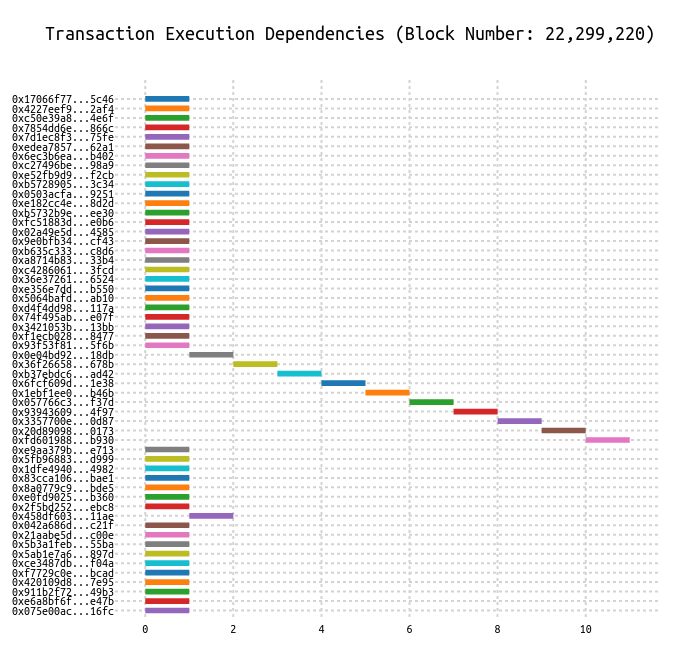 Transaction Execution Dependencies (Block Number: 22,299,220)
0x17066f77...5c46
0x4227eef9...2af4
0xc50e39a8...4e6f
0x7854dd6e...866c
0x7d1ec8f3...75fe
0xedea7857...62a1
0x6ec3b6ea...b402
0xc27496be...98a9
0xe52fb9d9...f2cb
0xb5728905...3c34
0x0503acfa...9251
0xe182cc4e...8d2d
0xb5732b9e...ee30
0xfc51883d...e0b6
0x02a49e5d...4585
0x9e0bfb34...cf43
0xb635c333...c8d6
0xa8714b83...33b4
0xc4286061...3fcd
0x36e37261...6524
0xe356e7dd...b550
0x5064bafd...ab10
0xd4f4dd98...117a
0x74f495ab...e07f
0x3421053b...13bb
0xf1ecb028...8477
0x93f53f81...5f6b
0x0e04bd92...18db
0x36f26658...678b
0xb37ebdc6...ad42
0x6fcf609d...1e38
0x1ebf1ee0...b46b
0x057766c3...f37d
0x93943609...4f97
0x3357700e...0d87
0x20d89098...0173
0xfd601988...b930
0xe9aa379b...e713
0x5fb96883...d999
0x1dfe4940...4982
0x83cca106...bae1
0x8a0779c9...bde5
0xe0fd9025...b360
0x2f5bd252...ebc8
0x458df603...11ae
0x042a686d...c21f
0x21aabe5d...c00e
0x5b3a1feb...55ba
0x5ab1e7a6...897d
0xce3487db...f04a
0xf7729c0e...bcad
0x420109d8...7e95
0x911b2f72...49b3
0xe6a8bf6f...e47b
0x075e00ac...16fc
0 2 4 6 8 10